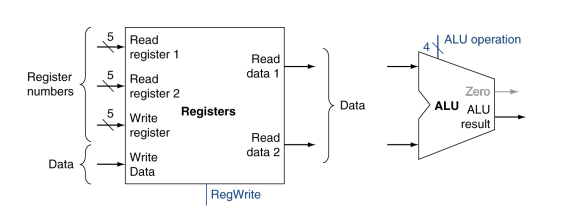 Register
numbers
Data
5
5
5
Read
register 1
Read
register 2
Write
register
Write
Data
Registers
Read
data 1
Read
data 2
RegWrite
Data
4
ALU operation
Zero
ALU
ALU
result